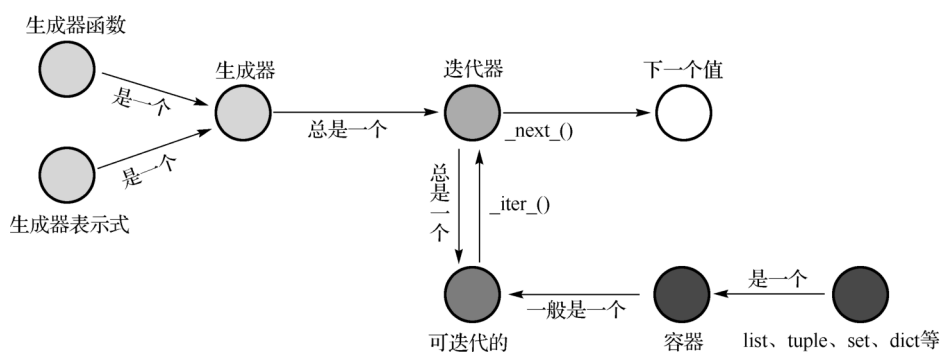 生成器函数
生成器
迭代器
下一个值
是一个
总是一个
_next_()
是一个
生成器表示式
总是一个
_iter_()
是一个
一般是一个
可迭代的
容器
list、tuple、set、dict等